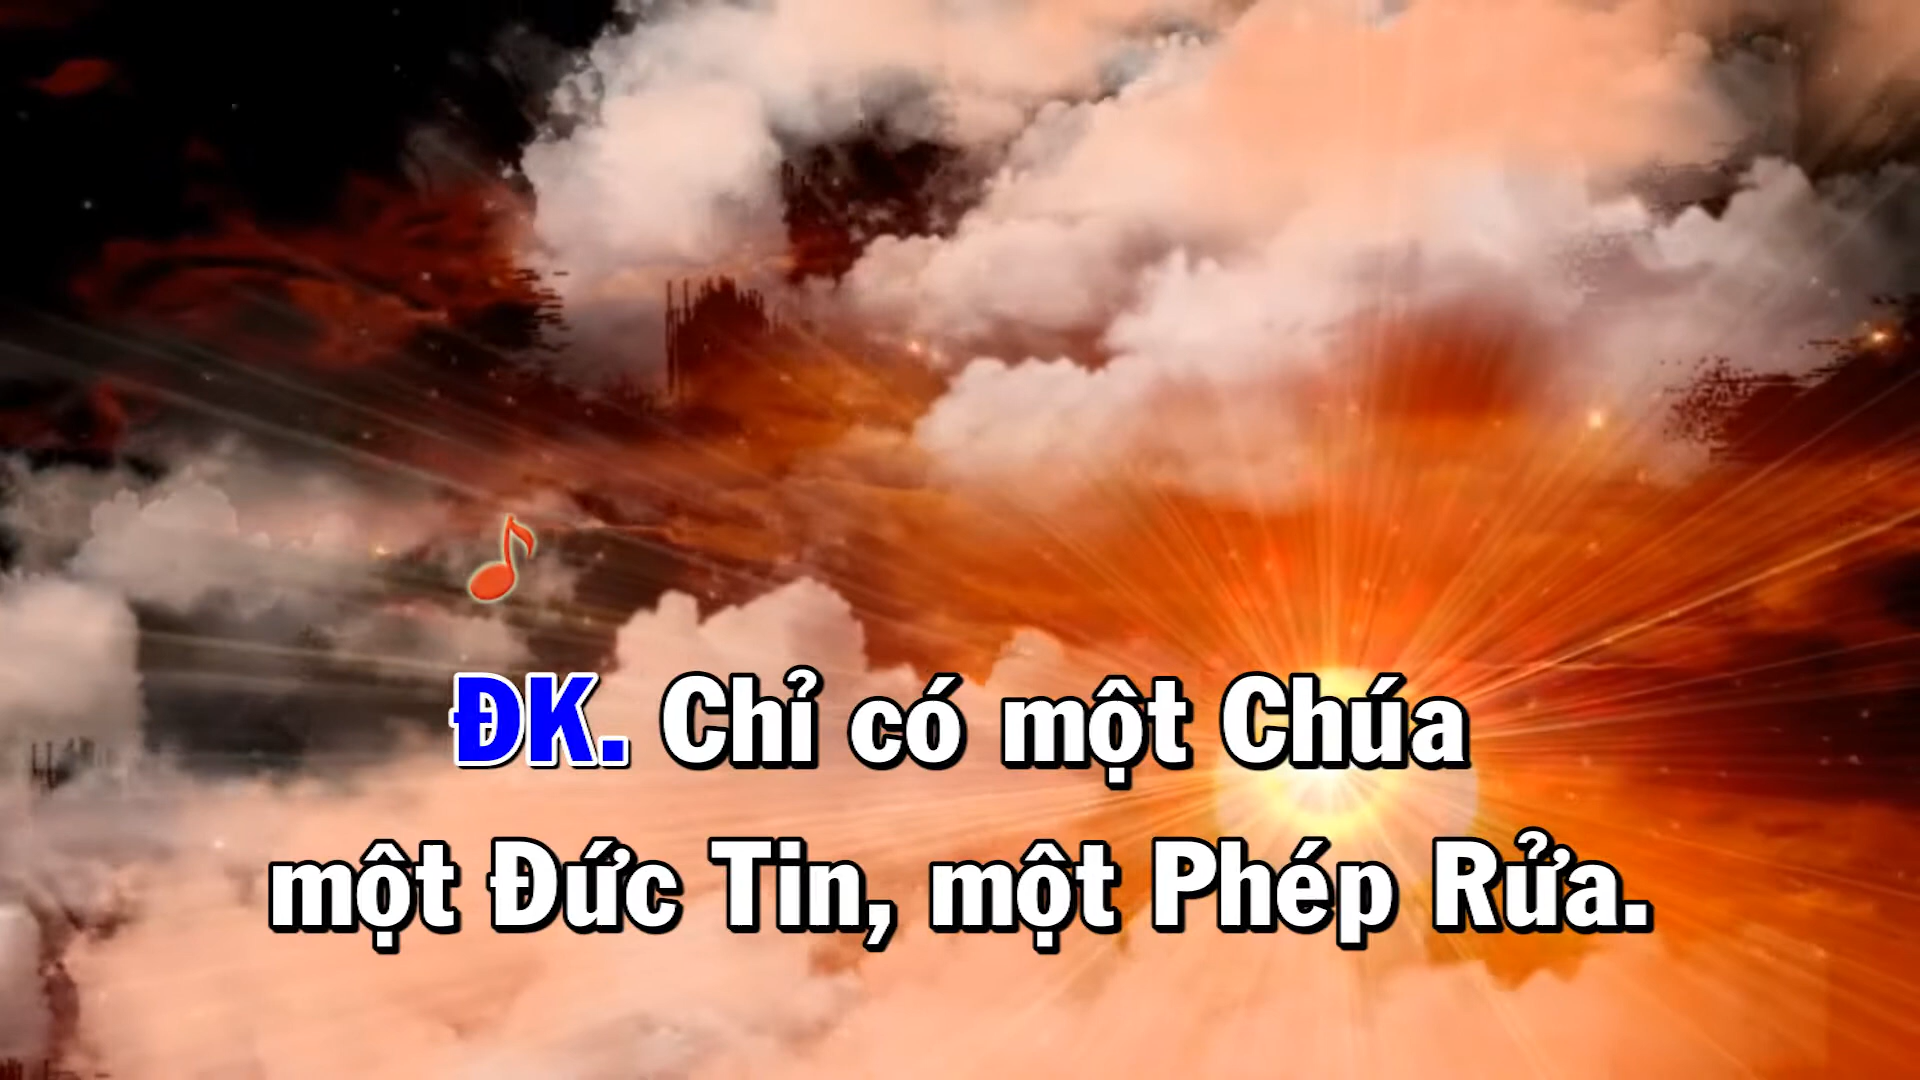 ĐK. Chỉ có một Chúa
một Đức Tin, một Phép Rửa.